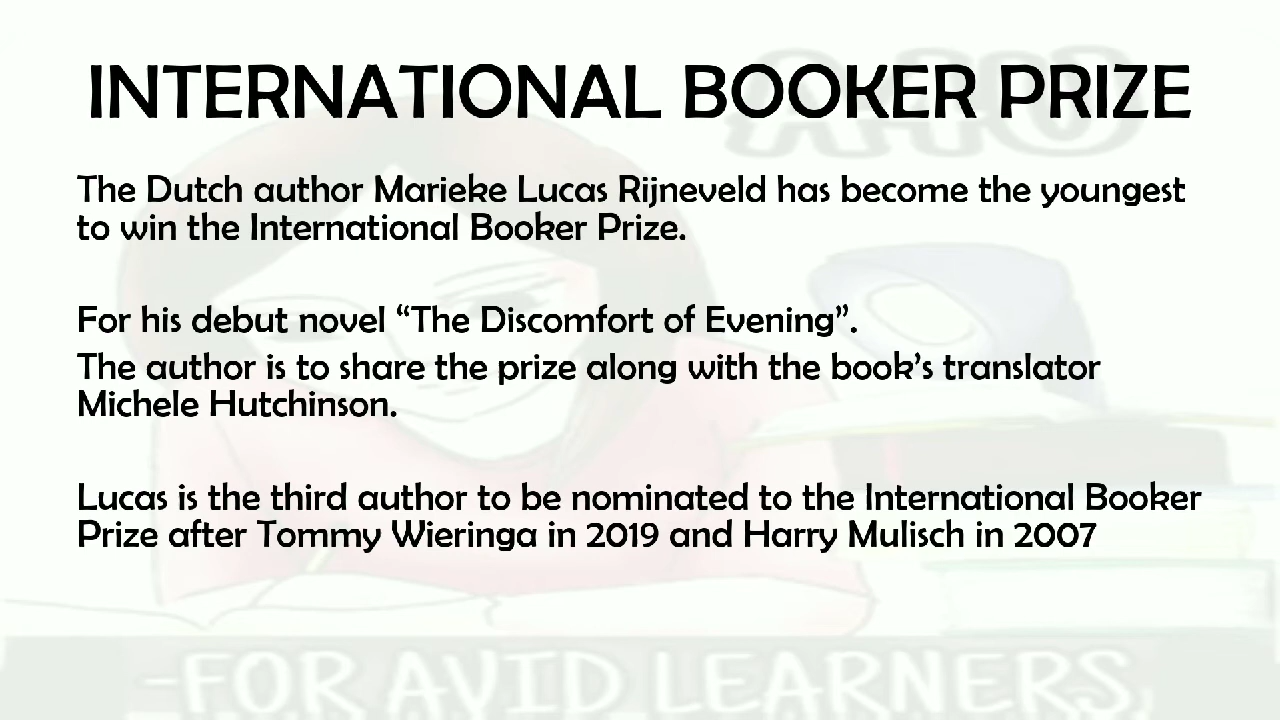 INTERNATIONAL BOOKER PRIZE
The Dutch author Marieke Lucas Rijneveld has become the youngest
to win the International Booker Prize.
For his debut novel “The Discomfort of Evening”.
The author is to share the prize along with the book’s translator
Michele Hutchinson.
Lucas is the third author to be nominated to the International Booker
Prize after Tommy Wieringa in 2019 and Harry Mulisch in 2007
-FOR AVID LEARNERS,